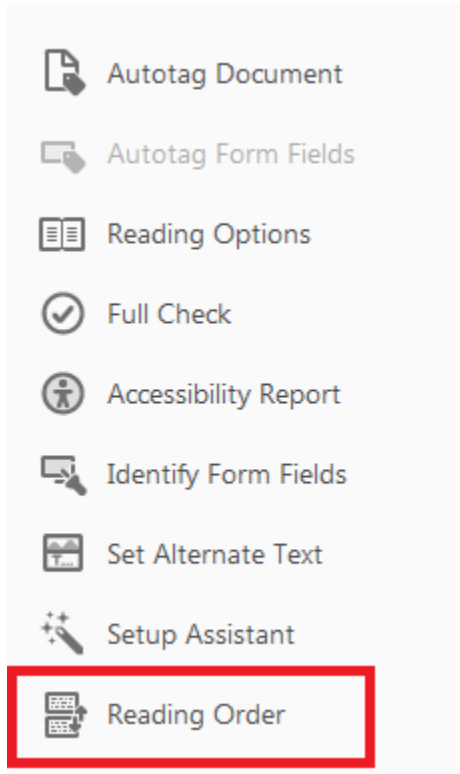 Autotag Document
Autotag Form Fields
Reading Options
Full Check
Accessibility Report
Identify Form Fields
Set Alternate Text
Setup Assistant
Reading Order